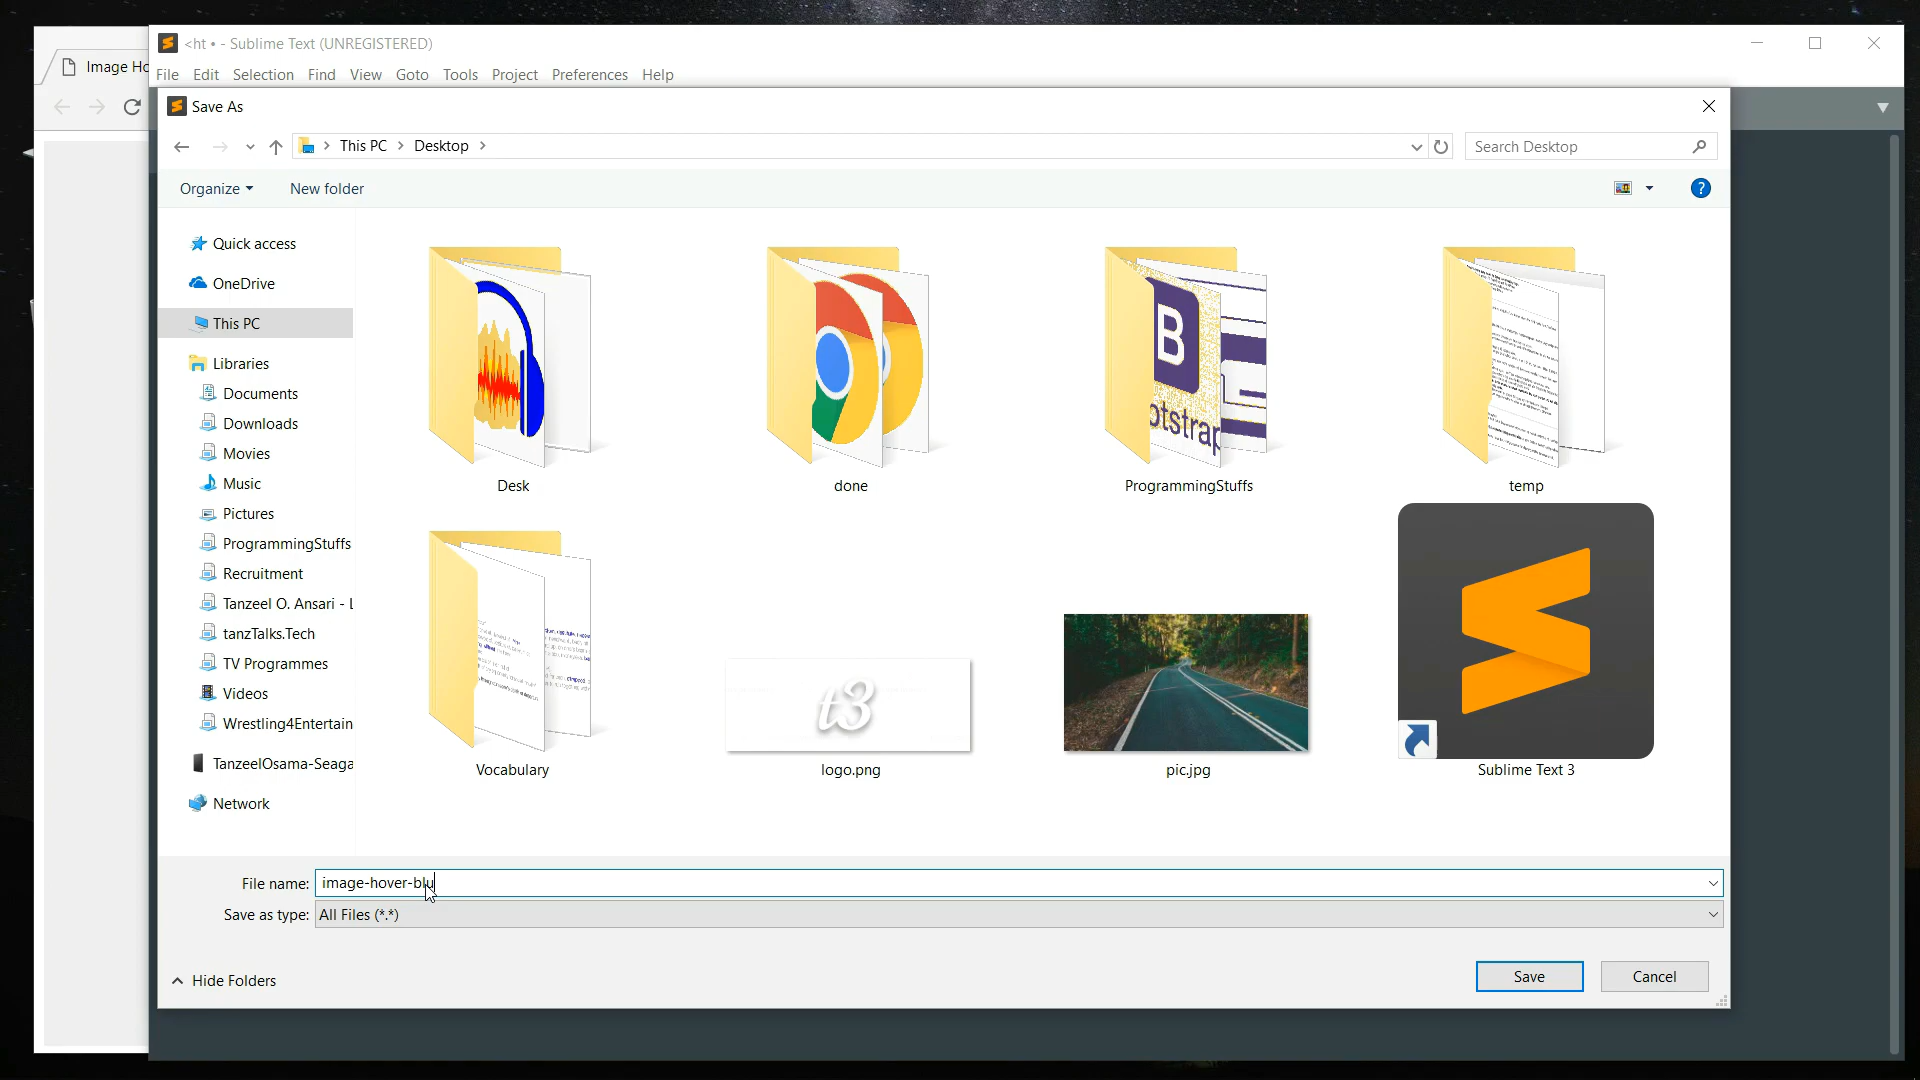 Image Ho
<ht • - Sublime Text (UNREGISTERED)
File Edit Selection Find View Goto Tools Project Preferences Help
Save As
This PC > Desktop >
Search Desktop
Organize
New folder
Quick access
OneDrive
This PC
Libraries
Documents
Downloads
Movies
Music
Pictures
ProgrammingStuffs
Recruitment
Tanzeel O. Ansari - L
tanzTalks.Tech
TV Programmes
Videos
Wrestling4Entertain
TanzeelOsama-Seaga
Network
B
otstrap
Desk
done
ProgrammingStuffs
temp
t3
Vocabulary
logo.png
pic.jpg
Sublime Text 3
File name: image-hover-blu
Save as type: All Files (*.*)
Hide Folders
Save
Cancel